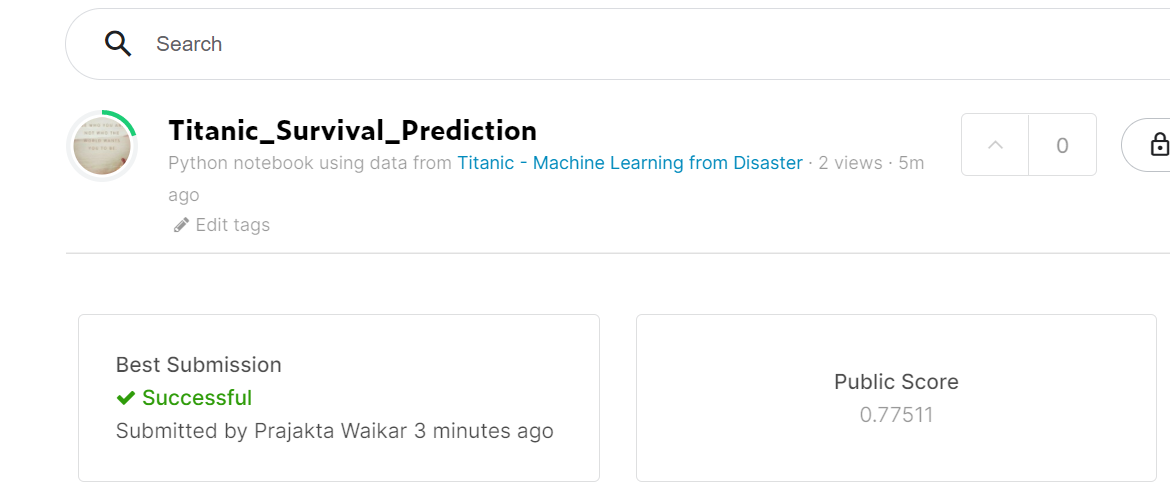 Search
Titanic_Survival_Prediction
Python notebook using data from Titanic - Machine Learning from Disaster · 2 views · 5m
ago
0
Edit tags
Best Submission
Successful
Submitted by Prajakta Waikar 3 minutes ago
Public Score
0.77511